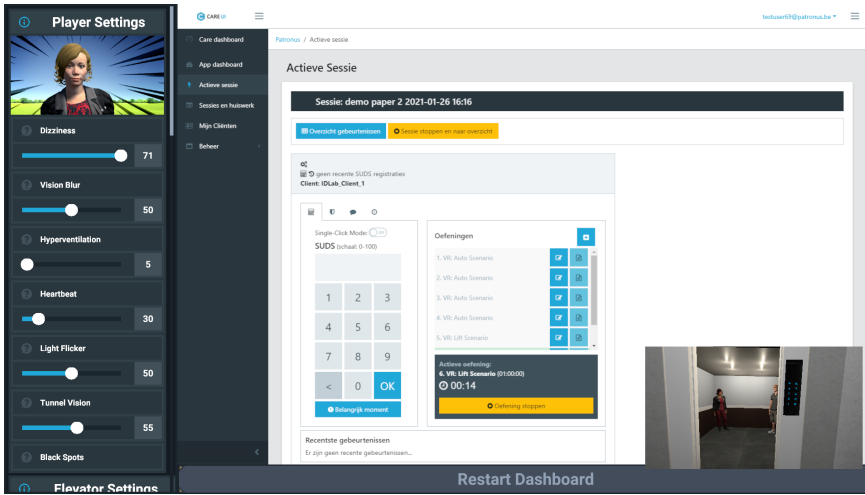 Player Settings
Dizziness
71
Vision Blur
50
Hyperventilation
5
Heartbeat
30
Light Flicker
50
Tunnel Vision
55
Black Spots
Elevator Settings
CARE UI
Care dashboard
App dashboard
Actieve sessie
Sessies en huiswerk
Mijn Cliënten
Beheer
testuser69@patronus.be
Patronus / Actieve sessie
Actieve Sessie
Sessie: demo paper 2 2021-01-26 16:16
Overzicht gebeurtenissen
Sessie stoppen en naar overzicht
geen recente SUDS registraties
Client: IDLab_Client_1
Single-Click Mode:
SUDS (schaal: 0-100)
1 2 3
4 5 6
7 8 9
< 0 OK
Belangrijk moment
Oefeningen
1. VR: Auto Scenario
2. VR: Auto Scenario
3. VR: Auto Scenario
4. VR: Auto Scenario
5. VR: Lift Scenario
Actieve oefening:
6. VR: Lift Scenario (01:00:00)
00:14
Oefening stoppen
Recentste gebeurtenissen
Er zijn geen recente gebeurtenissen...
Restart Dashboard